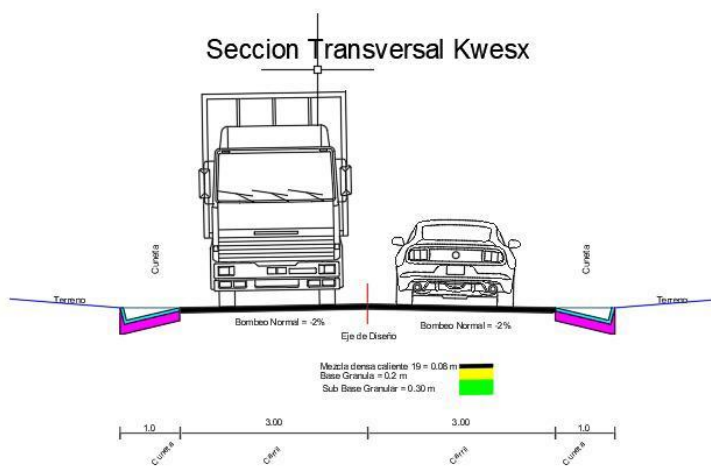 Seccion Transversal Kwesx
Cuneta
Cuneta
Terreno
Terreno
Bombeo Normal = -2%
Bombeo Normal = -2%
Eje de Diseño
Mezcla densa caliente 19 = 0.08 m
Base Granula = 0.2 m
Sub Base Granular = 0.30 m
1.0
3.00
3.00
1.0
Cuneta
Carril
Carril
Cuneta